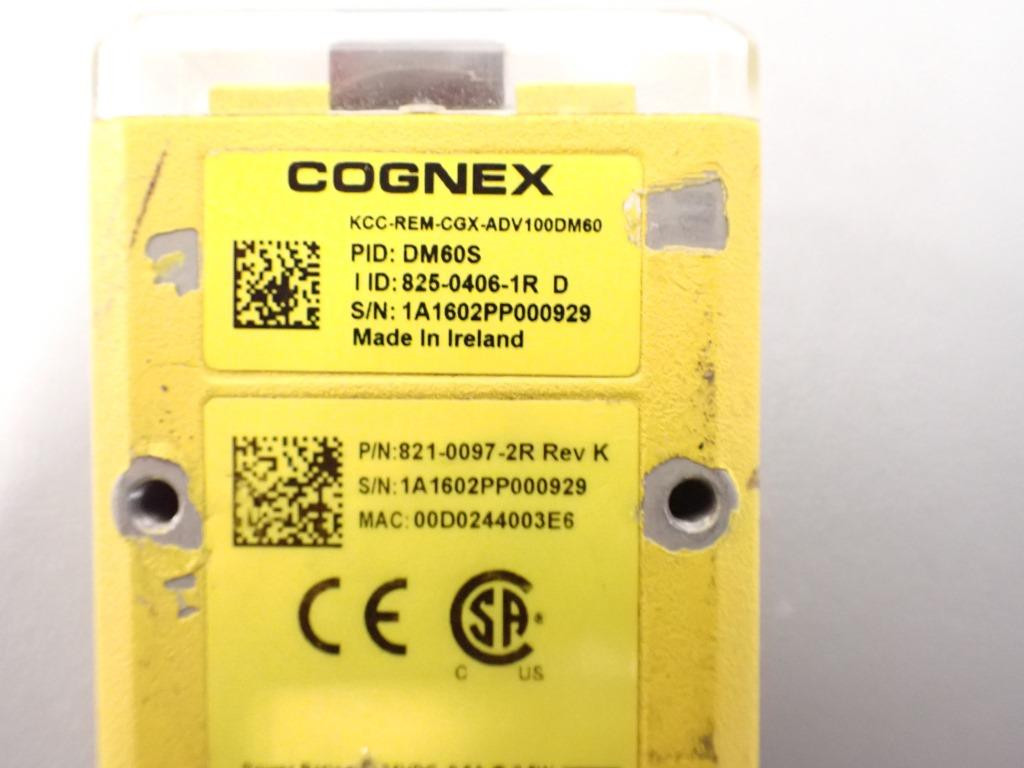 COGNEX
KCC-REM-CGX-ADV100DM60
PID: DM60S
I ID: 825-0406-1R D
S/N: 1A1602PP000929
Made In Ireland
P/N:821-0097-2R Rev K
S/N:1A1602PP000929
MAC: 00D0244003E6
CE
SA®
C US